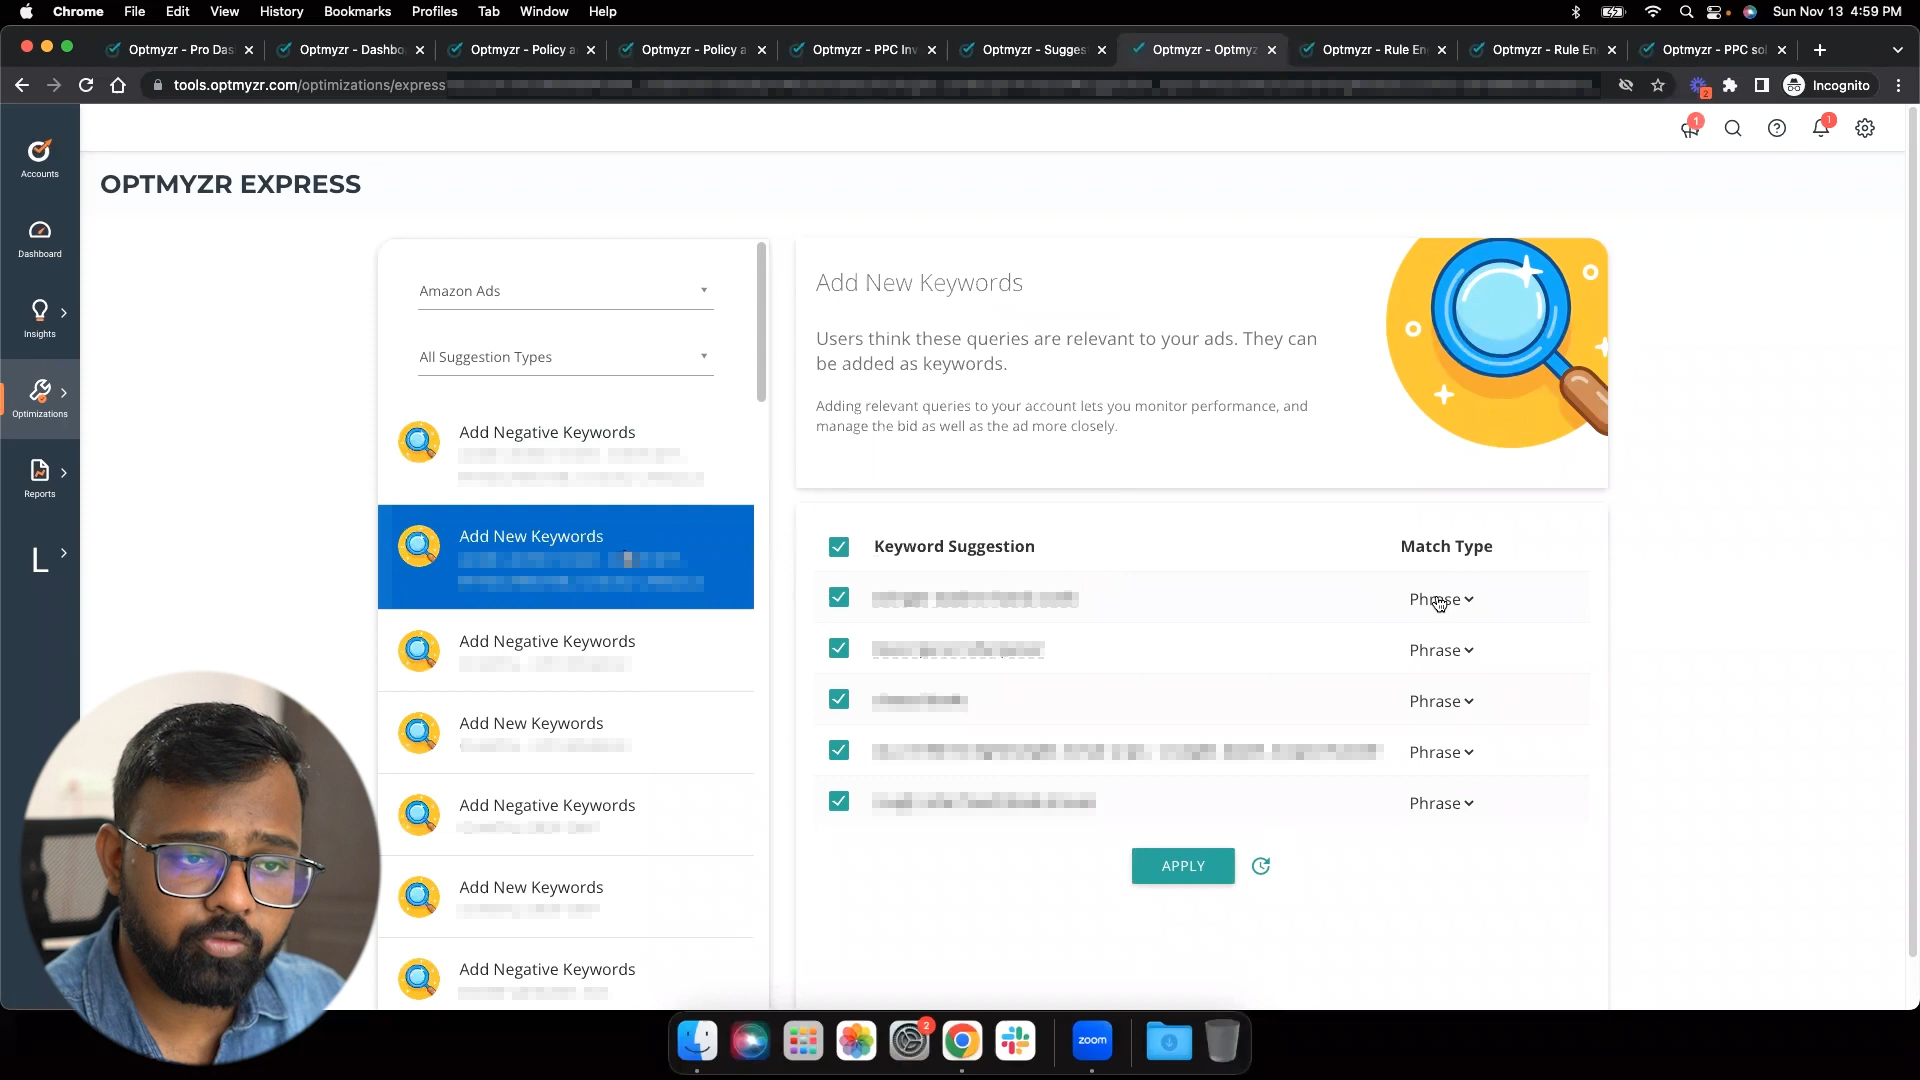 Chrome File Edit View History Bookmarks Profiles Tab Window Help
Sun Nov 13 4:59 PM
Optmyzr - Pro Das
Optmyzr - Dashbo
Optmyzr - Policy a
Optmyzr - Policy a
Optmyzr - PPC Inv
Optmyzr - Sugges
Optmyzr - Optmyz
Optmyzr - Rule En
Optmyzr - Rule En
Optmyzr - PPC sol
tools.optmyzr.com/optimizations/express
2
Incognito
1
1
Accounts
Dashboard
Insights
Optimizations
Reports
L
OPTMYZR EXPRESS
Amazon Ads
All Suggestion Types
Add Negative Keywords
Add New Keywords
Add Negative Keywords
Add New Keywords
Add Negative Keywords
Add New Keywords
Add Negative Keywords
Add New Keywords
Users think these queries are relevant to your ads. They can
be added as keywords.
Adding relevant queries to your account lets you monitor performance, and
manage the bid as well as the ad more closely.
Keyword Suggestion Match Type
Phrase
Phrase
Phrase
Phrase
Phrase
APPLY
2
zoom